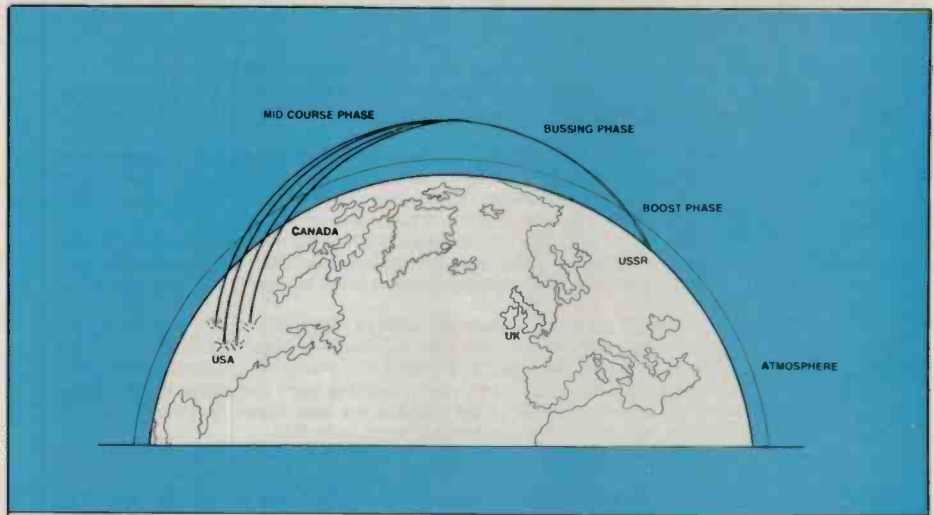 MID COURSE PHASE
BUSSING PHASE
BOOST PHASE
CANADA
USSR
UK
USA
ATMOSPHERE